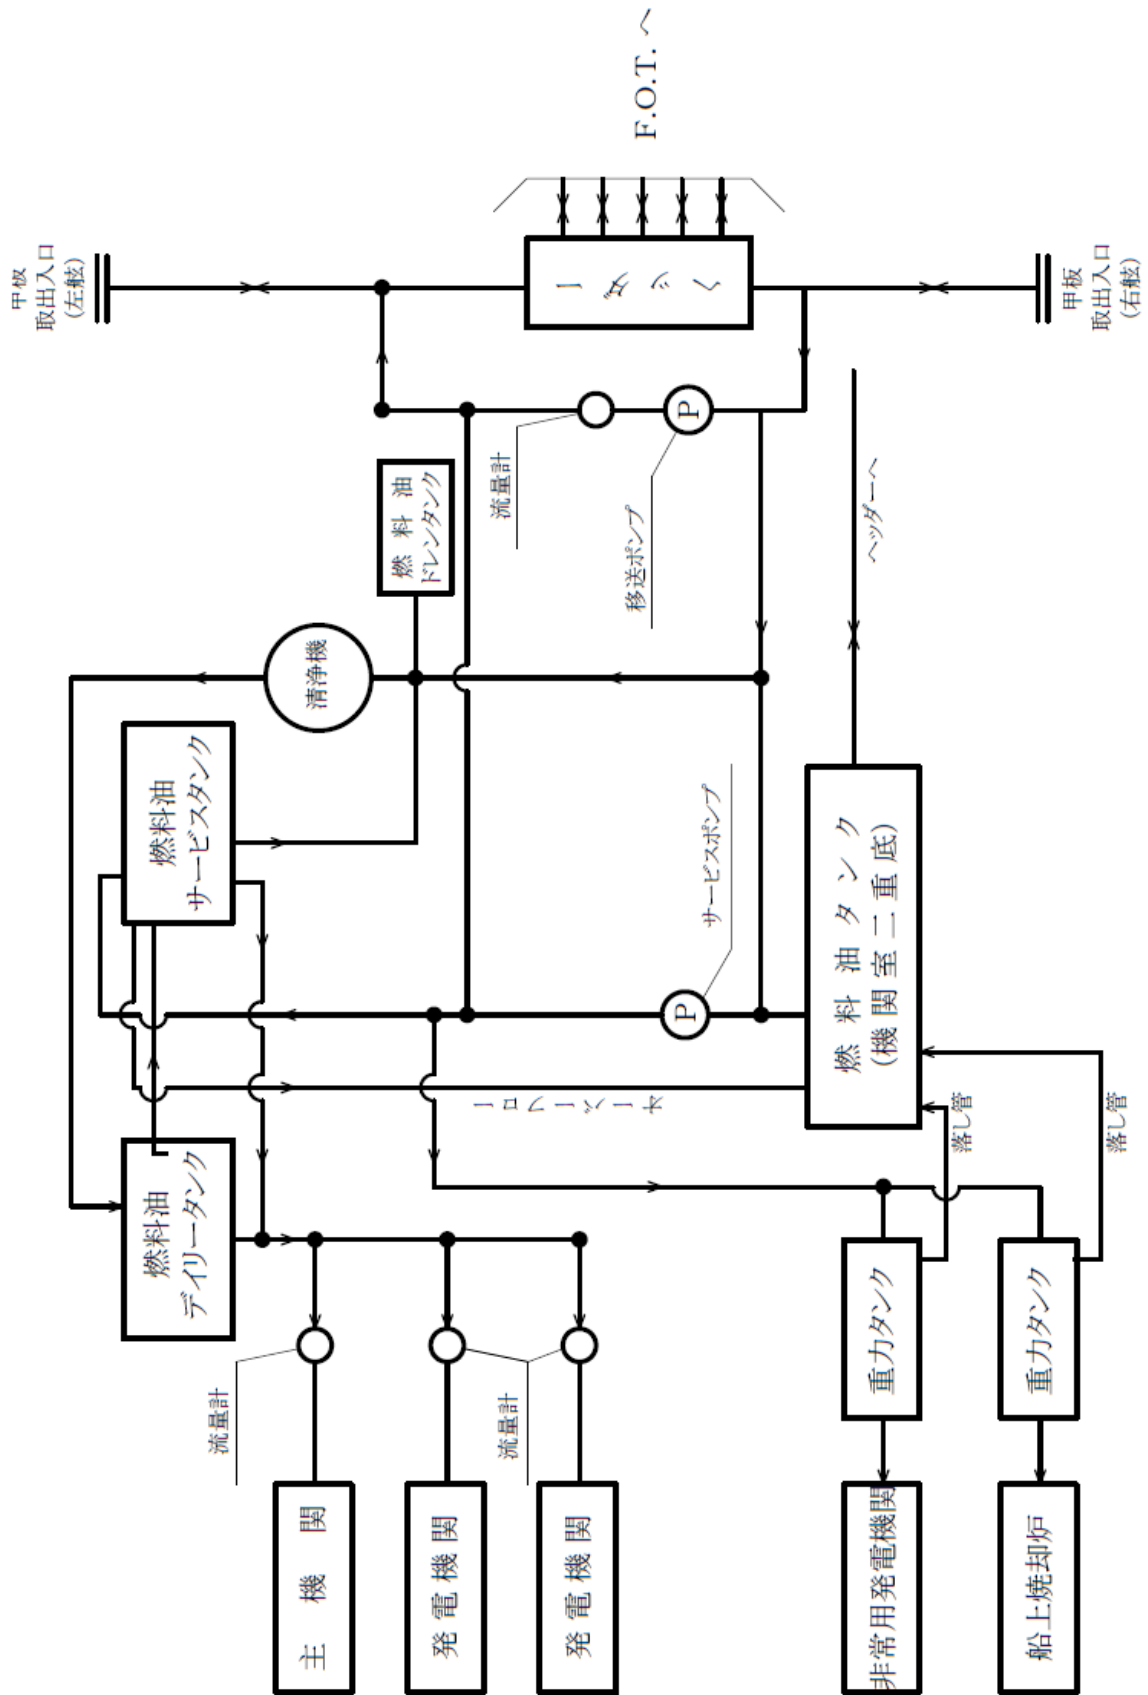 甲板
取出入口
(左舷)
F.O.T. へ
ヘッダー
甲板
取出入口
(右舷)
流量計
P
移送ポンプ
燃料油
ドレンタンク
清浄機
ヘッダーへ
燃料油
サービスタンク
サービスポンプ
P
燃料油タンク
(機関室二重底)
オーバーフロー
落し管
落し管
燃料油
デイリータンク
流量計
流量計
重力タンク
重力タンク
主機関
発電機関
発電機関
非常用発電機関
船上焼却炉